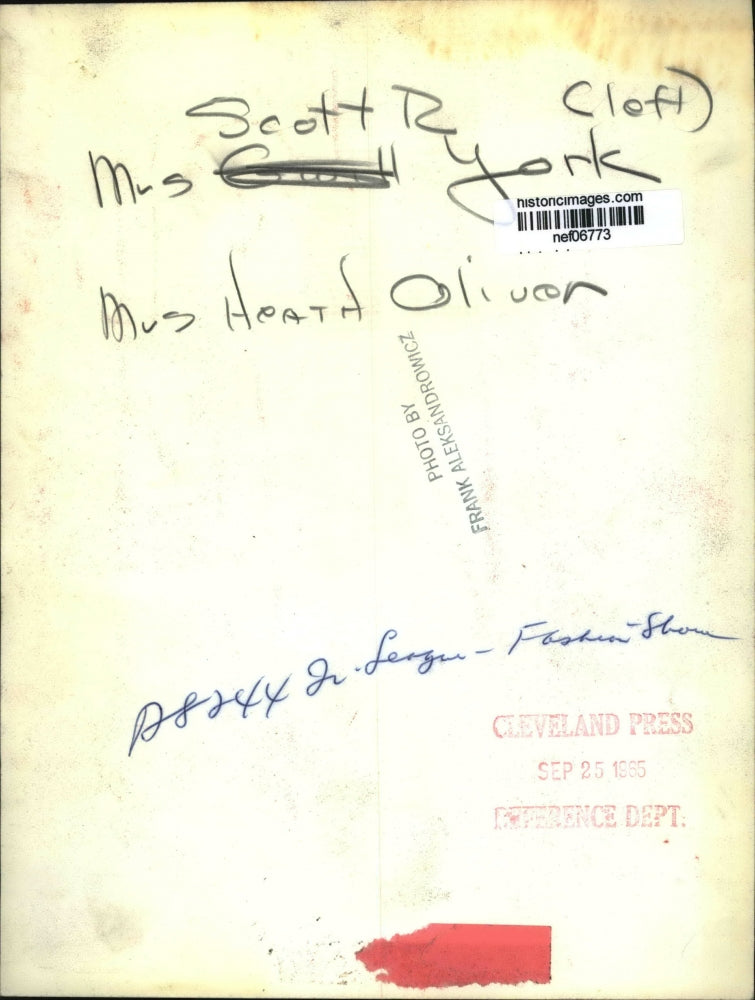 Scott R (left)
Mrs York
historicimages.com
nef06773
Mrs HEATH Oliver
PHOTO BY
FRANK ALEKSANDROWICZ
Jr. League - Fashion Show
CLEVELAND PRESS
SEP 25 1965
REFERENCE DEPT.